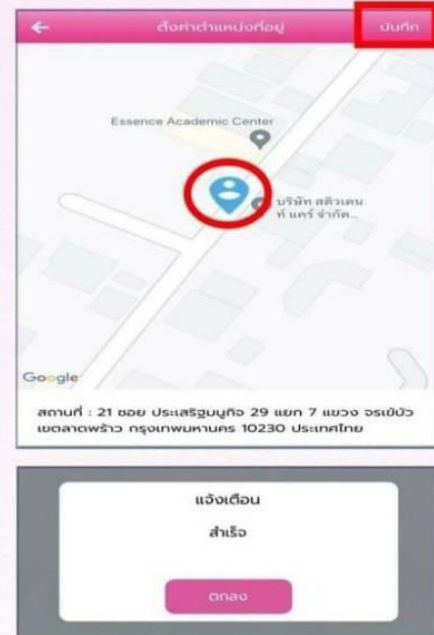 ตั้งค่าตำแหน่งที่อยู่
บันทึก
Essence Academic Center
บริษัท สติวเดน
ท์ แคร์ จำกัด...
Google
สถานที่ : 21 ซอย ประเสริฐมนูกิจ 29 แยก 7 แขวง จรเข้บัว
เขตลาดพร้าว กรุงเทพมหานคร 10230 ประเทศไทย
แจ้งเตือน
สำเร็จ
ตกลง